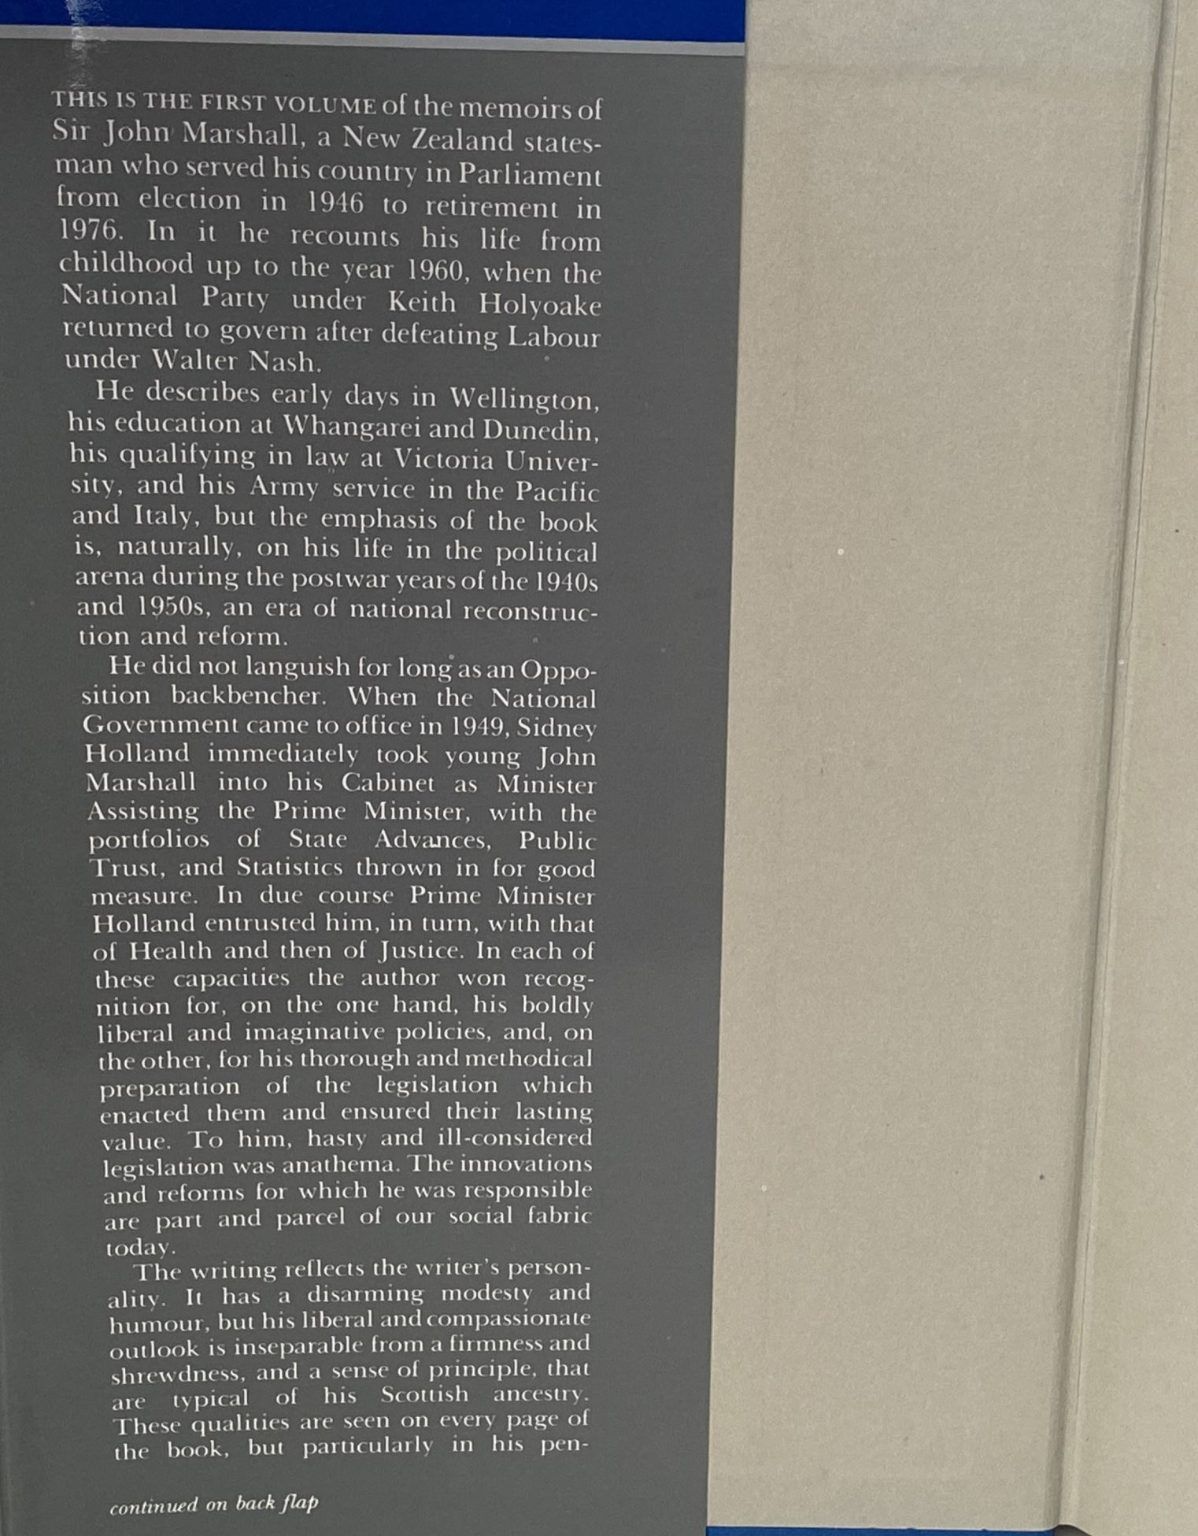 THIS IS THE FIRST VOLUME of the memoirs of
Sir John Marshall, a New Zealand states-
man who served his country in Parliament
from election in 1946 to retirement in
1976. In it he recounts his life from
childhood up to the year 1960, when the
National Party under Keith Holyoake
returned to govern after defeating Labour
under Walter Nash.
He describes early days in Wellington,
his education at Whangarei and Dunedin,
his qualifying in law at Victoria Univer-
sity, and his Army service in the Pacific
and Italy, but the emphasis of the book
is, naturally, on his life in the political
arena during the postwar years of the 1940s
and 1950s, an era of national reconstruc-
tion and reform.
He did not languish for long as an Oppo-
sition backbencher. When the National
Government came to office in 1949, Sidney
Holland immediately took young John
Marshall into his Cabinet as Minister
Assisting the Prime Minister, with the
portfolios of State Advances, Public
Trust, and Statistics thrown in for good
measure. In due course Prime Minister
Holland entrusted him, in turn, with that
of Health and then of Justice. In each of
these capacities the author won recog-
nition for, on the one hand, his boldly
liberal and imaginative policies, and, on
the other, for his thorough and methodical
preparation of the legislation which
enacted them and ensured their lasting
value. To him, hasty and ill-considered
legislation was anathema. The innovations
and reforms for which he was responsible
are part and parcel of our social fabric
today.
The writing reflects the writer's person-
ality. It has a disarming modesty and
humour, but his liberal and compassionate
outlook is inseparable from a firmness and
shrewdness, and a sense of principle, that
are typical of his Scottish ancestry.
These qualities are seen on every page of
the book, but particularly in his pen-
continued on back flap